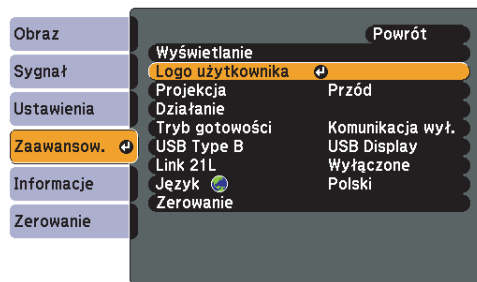 Obraz
Sygnał
Ustawienia
Zaawansow.
Informacje
Zerowanie
Powrót
Wyświetlanie
Logo użytkownika
Projekcja Przód
Działanie
Tryb gotowości Komunikacja wył.
USB Type B USB Display
Link 21L Wyłączone
Język Polski
Zerowanie